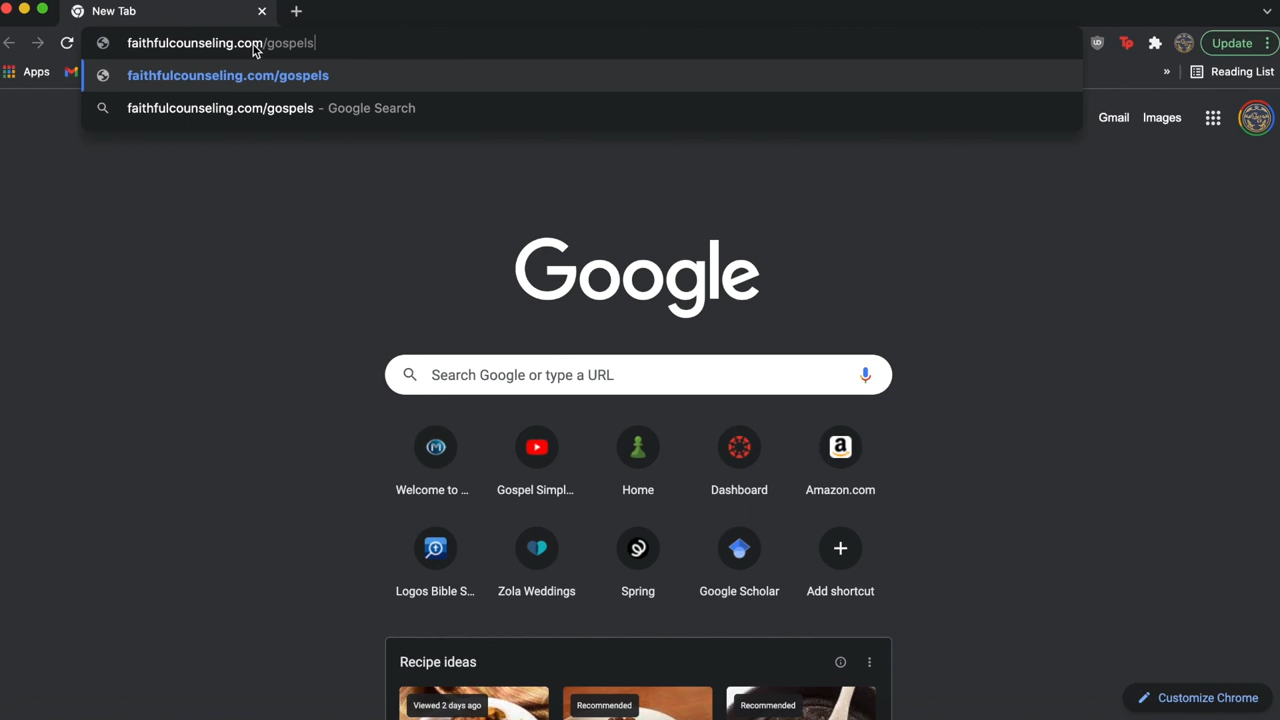 New Tab
faithfulcounseling.com/gospels
Update
Apps
»
Reading List
faithfulcounseling.com/gospels
faithfulcounseling.com/gospels - Google Search
Gmail
Images
Google
Search Google or type a URL
Welcome to ...
Gospel Simpl...
Home
Dashboard
Amazon.com
Logos Bible S...
Zola Weddings
Spring
Google Scholar
Add shortcut
Recipe ideas
Viewed 2 days ago
Recommended
Recommended
Customize Chrome